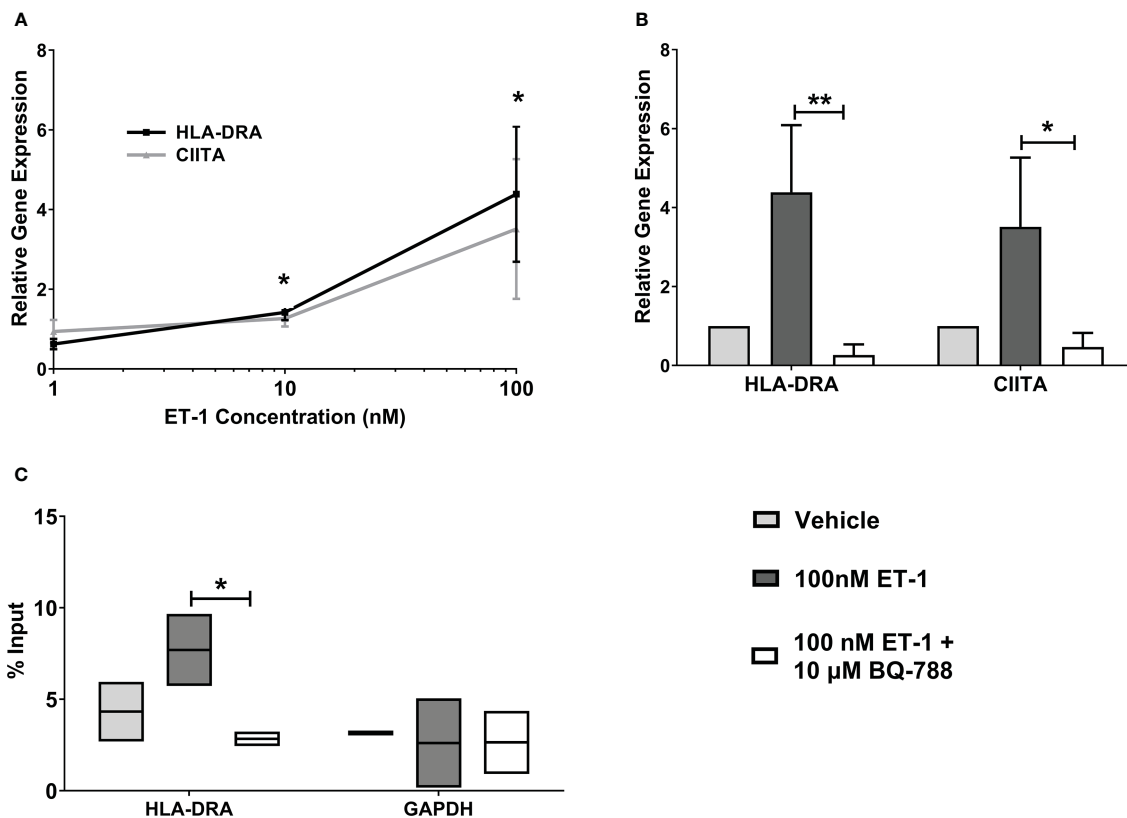 A
8
6
4
2
0
Relative Gene Expression
HLA-DRA
CIITA
*
*
1
10
100
ET-1 Concentration (nM)
B
8
6
4
2
0
Relative Gene Expression
**
*
HLA-DRA
CIITA
C
15
10
5
0
% Input
*
HLA-DRA
GAPDH
Vehicle
100nM ET-1
100 nM ET-1 +
10 µM BQ-788